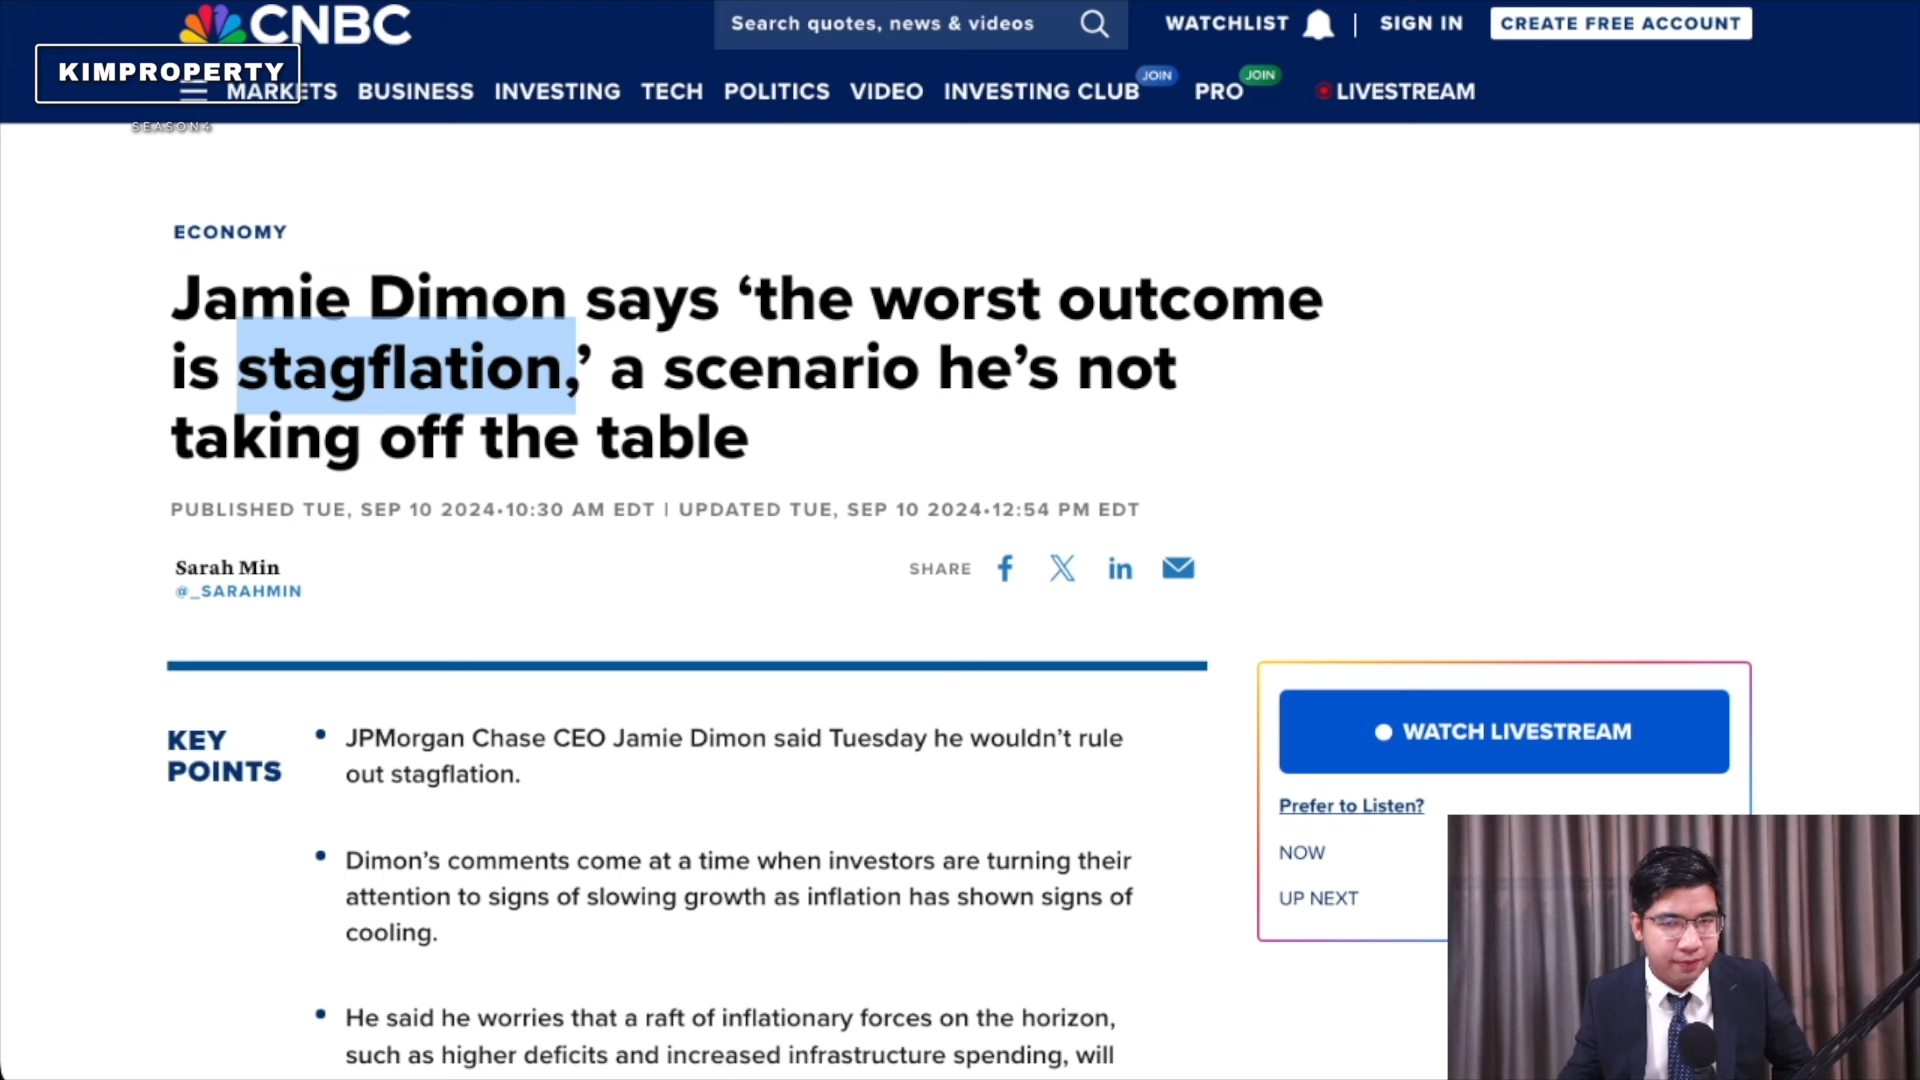 CNBC
Search quotes, news & videos
WATCHLIST
SIGN IN
CREATE FREE ACCOUNT
KIMPROPERTY
SEASON4
MARKETS BUSINESS INVESTING TECH POLITICS VIDEO INVESTING CLUB JOIN PRO JOIN LIVESTREAM
ECONOMY
Jamie Dimon says ‘the worst outcome
is stagflation,’ a scenario he’s not
taking off the table
PUBLISHED TUE, SEP 10 2024•10:30 AM EDT | UPDATED TUE, SEP 10 2024•12:54 PM EDT
Sarah Min
@_SARAHMIN
SHARE
KEY
POINTS
• JPMorgan Chase CEO Jamie Dimon said Tuesday he wouldn’t rule
out stagflation.
• Dimon’s comments come at a time when investors are turning their
attention to signs of slowing growth as inflation has shown signs of
cooling.
• He said he worries that a raft of inflationary forces on the horizon,
such as higher deficits and increased infrastructure spending, will
WATCH LIVESTREAM
Prefer to Listen?
NOW
UP NEXT